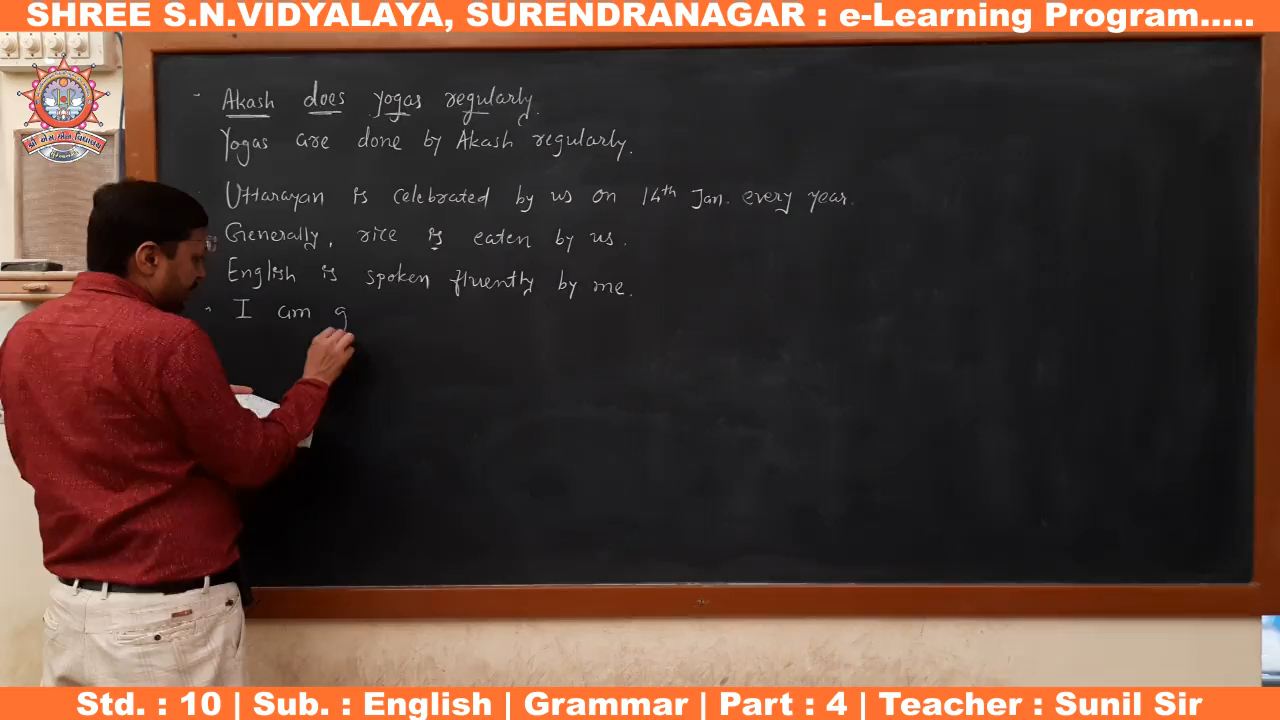 SHREE S.N.VIDYALAYA, SURENDRANAGAR : e-Learning Program.....
Akash does yogas regularly.
Yogas are done by Akash regularly.
Uttarayan is celebrated by us on 14th Jan. every year.
Generally, rice is eaten by us.
English is spoken fluently by me.
I am g
Std. : 10 | Sub. : English | Grammar | Part : 4 | Teacher : Sunil Sir